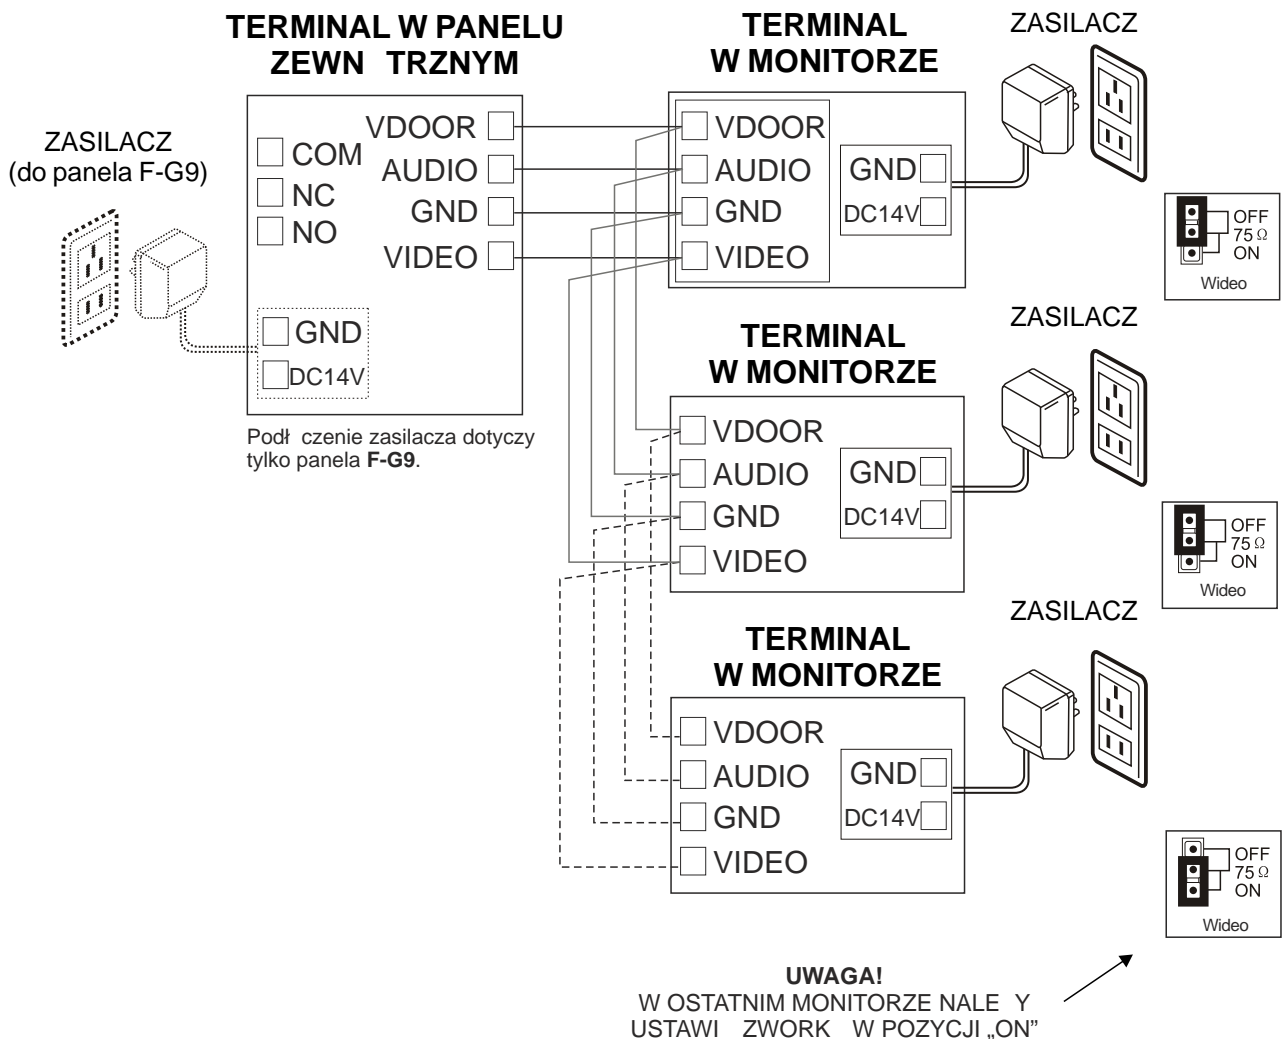 TERMINAL W PANELU
ZEWN TRZNYM
TERMINAL
W MONITORZE
ZASILACZ
ZASILACZ
(do panela F-G9)
COM
NC
NO
VDOOR
AUDIO
GND
VIDEO
GND
DC14V
Podł czenie zasilacza dotyczy
tylko panela F-G9.
VDOOR
AUDIO
GND
VIDEO
GND
DC14V
OFF
75 Ω
ON
Wideo
TERMINAL
W MONITORZE
ZASILACZ
VDOOR
AUDIO
GND
VIDEO
GND
DC14V
OFF
75 Ω
ON
Wideo
TERMINAL
W MONITORZE
ZASILACZ
VDOOR
AUDIO
GND
VIDEO
GND
DC14V
OFF
75 Ω
ON
Wideo
UWAGA!
W OSTATNIM MONITORZE NALE Y
USTAWI ZWORK W POZYCJI „ON”